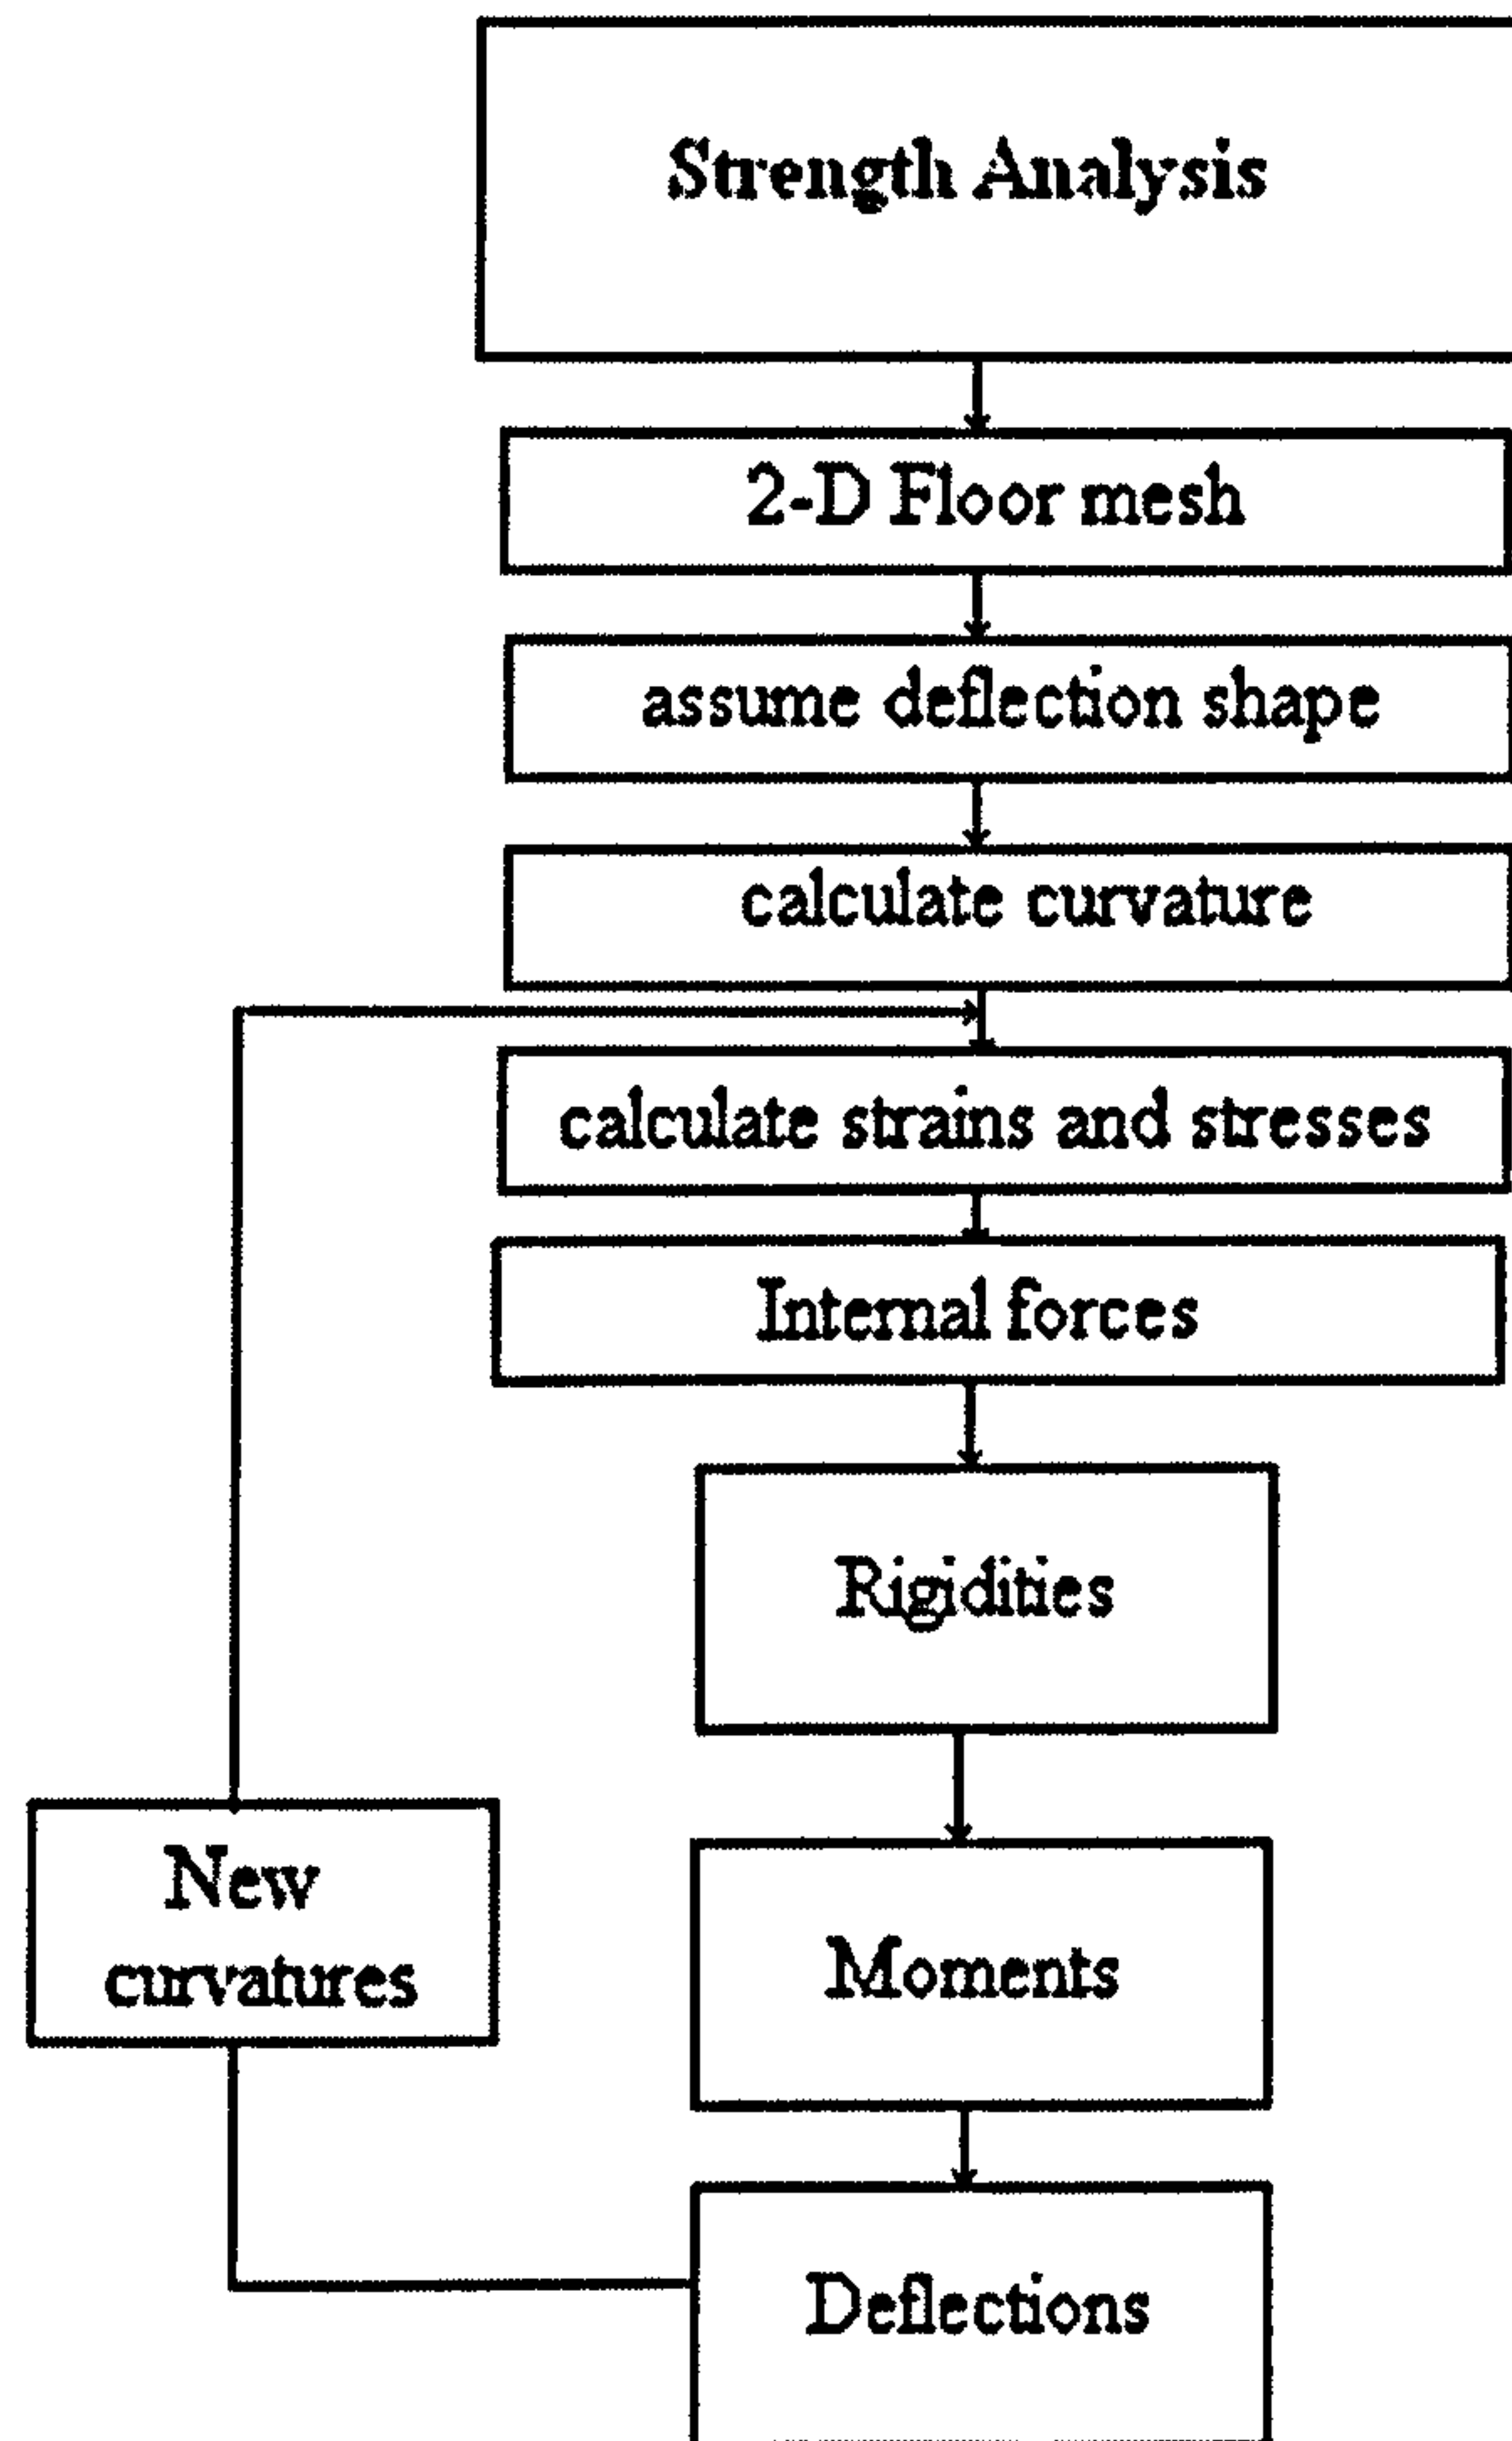 Strength Analysis
2-D Floor mesh
assume deflection shape
calculate curvature
calculate strains and stresses
Internal forces
Rigidities
New
curvatures
Moments
Deflections